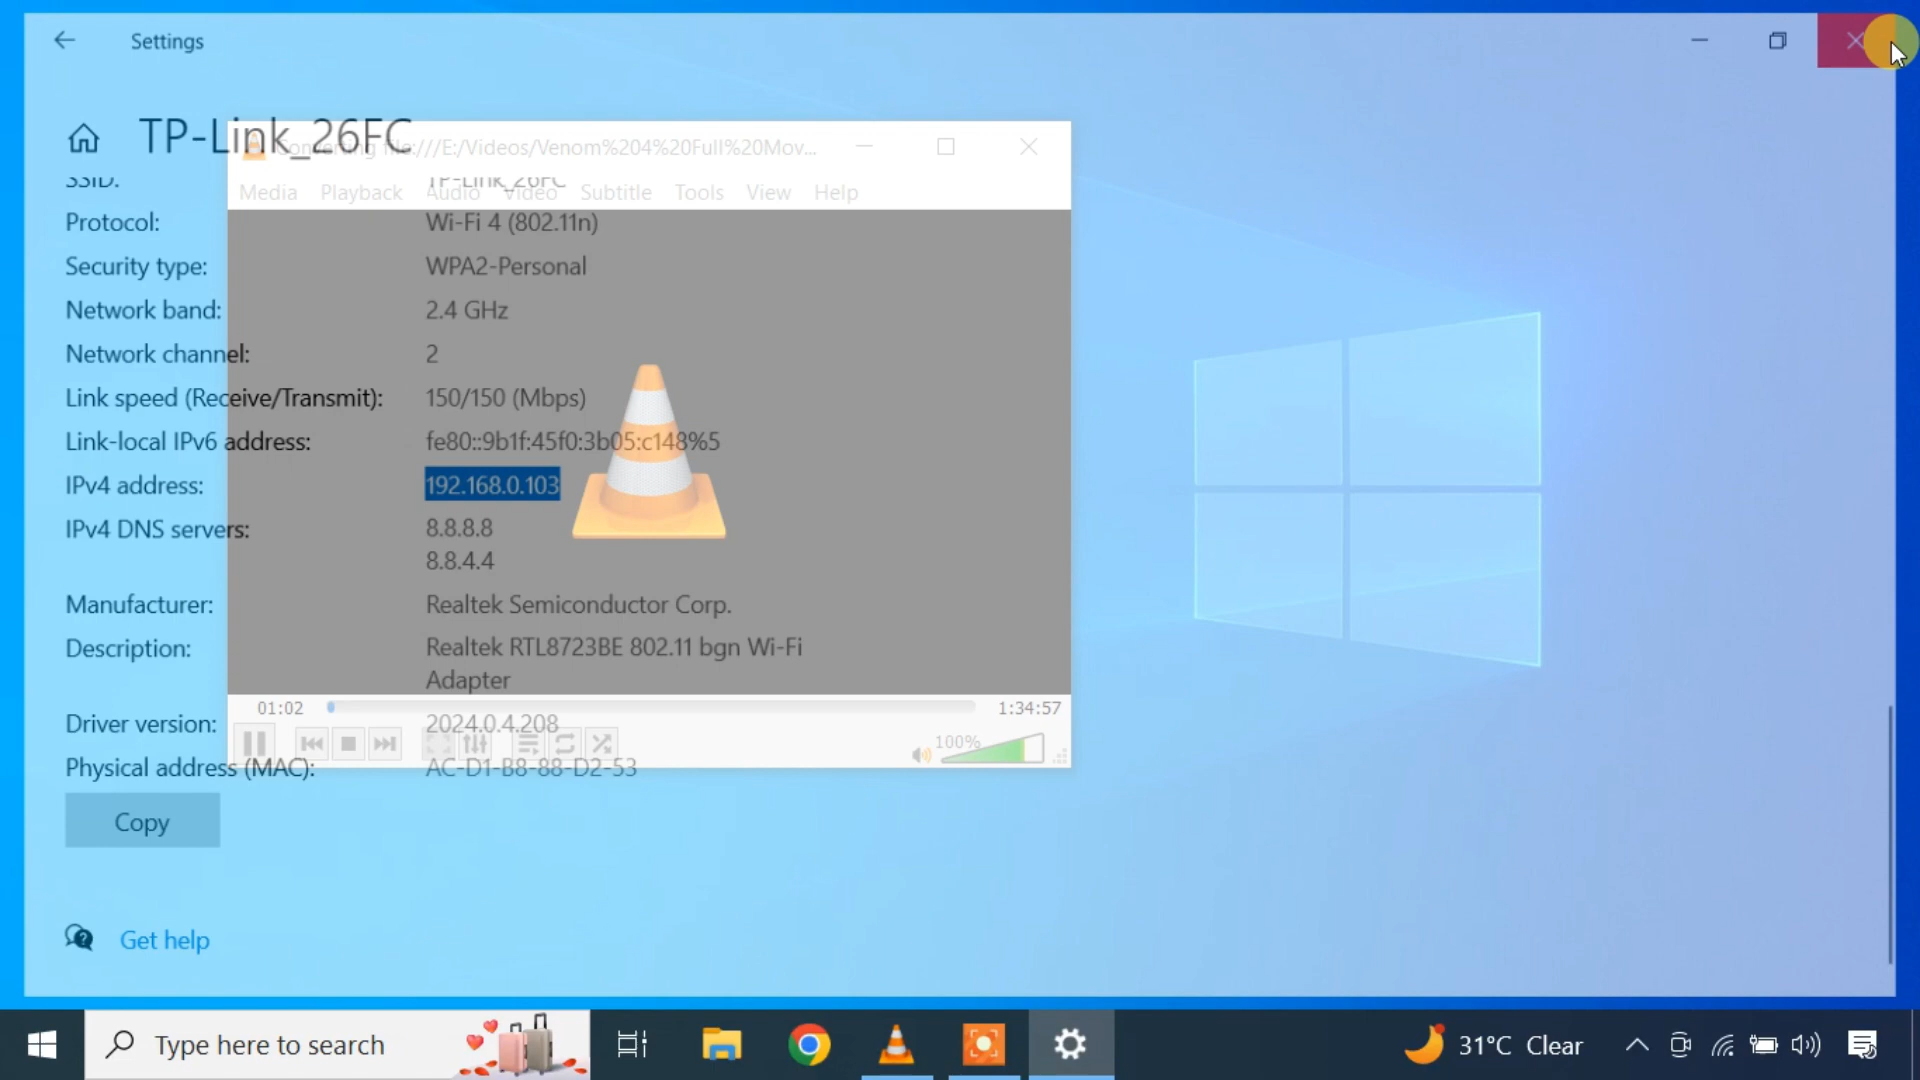 Settings
TP-Link_26FC
Converting file:///E:/Videos/Venom%204%20Full%20Mov...
Media Playback Audio Video Subtitle Tools View Help
SSID: TP-Link_26FC
Protocol: Wi-Fi 4 (802.11n)
Security type: WPA2-Personal
Network band: 2.4 GHz
Network channel: 2
Link speed (Receive/Transmit): 150/150 (Mbps)
Link-local IPv6 address: fe80::9b1f:45f0:3b05:c148%5
IPv4 address: 192.168.0.103
IPv4 DNS servers: 8.8.8.8
8.8.4.4
Manufacturer: Realtek Semiconductor Corp.
Description: Realtek RTL8723BE 802.11 bgn Wi-Fi
Adapter
01:02 1:34:57
Driver version: 2024.0.4.208
100%
Physical address (MAC): AC-D1-B8-88-D2-53
Copy
Get help
Type here to search
31°C Clear